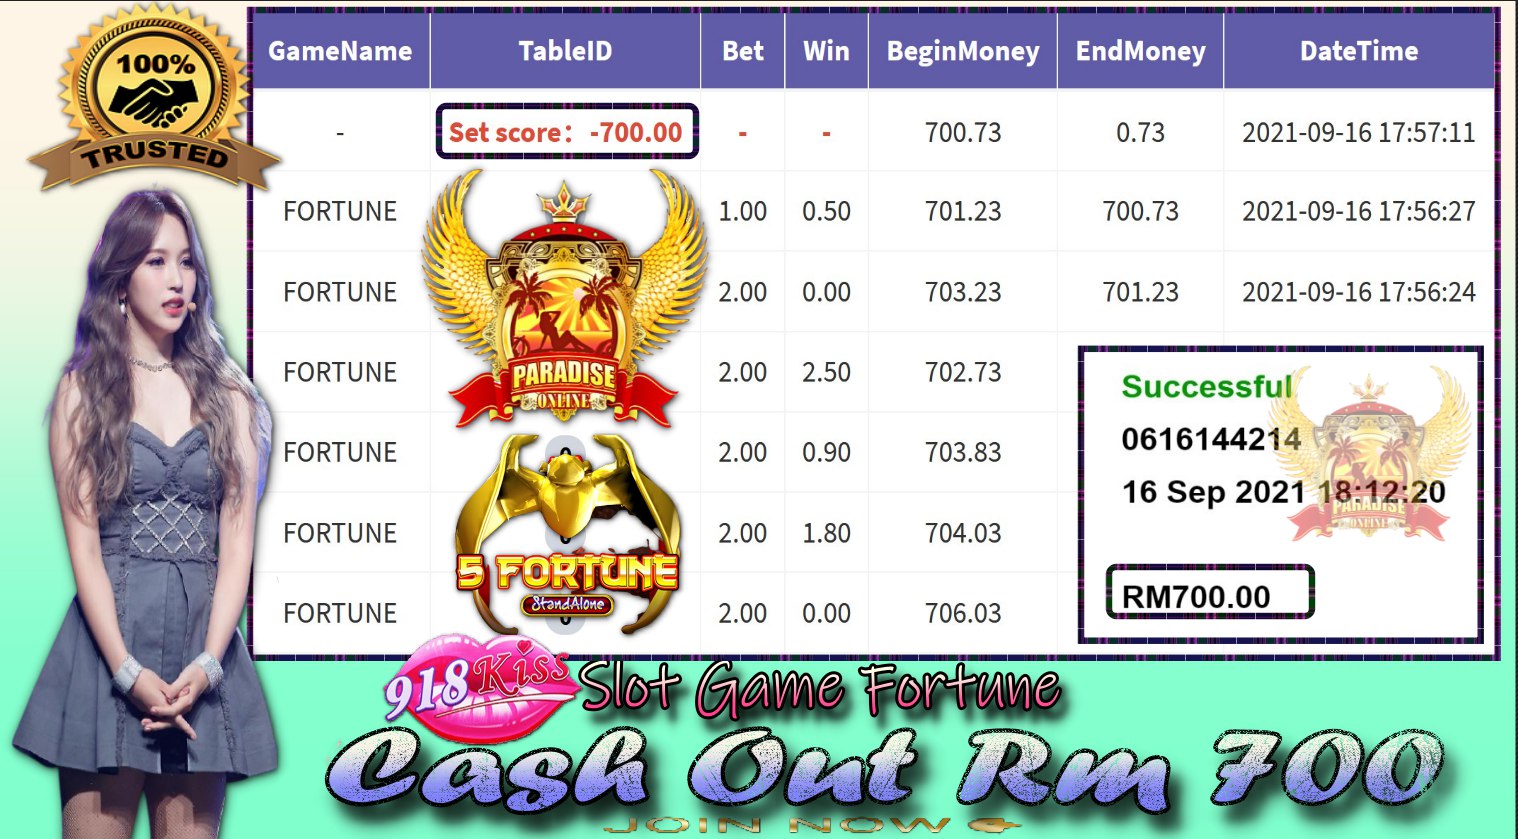 100%
TRUSTED
GameName TableID Bet Win BeginMoney EndMoney DateTime
- Set score: -700.00 - - 700.73 0.73 2021-09-16 17:57:11
FORTUNE 1.00 0.50 701.23 700.73 2021-09-16 17:56:27
FORTUNE 2.00 0.00 703.23 701.23 2021-09-16 17:56:24
FORTUNE 2.00 2.50 702.73
FORTUNE 2.00 0.90 703.83
FORTUNE 2.00 1.80 704.03
FORTUNE 2.00 0.00 706.03
PARADISE
ONLINE
5 FORTUNE
StandAlone
Successful
0616144214
16 Sep 2021 18:12:20
PARADISE
ONLINE
RM700.00
918Kiss Slot Game Fortune
Cash Out Rm 700
JOIN NOW